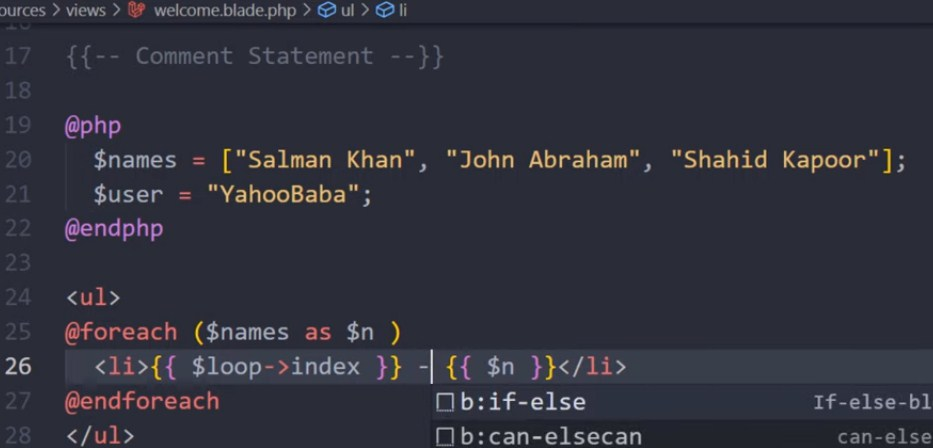 ources > views > welcome.blade.php > ul > li
17 {{-- Comment Statement --}}
18
19 @php
20 $names = ["Salman Khan", "John Abraham", "Shahid Kapoor"];
21 $user = "YahooBaba";
22 @endphp
23
24 <ul>
25 @foreach ($names as $n )
26 <li>{{ $loop->index }} - {{ $n }}</li>
27 @endforeach b:if-else If-else-bl
28 </ul> b:can-elsecan can-else